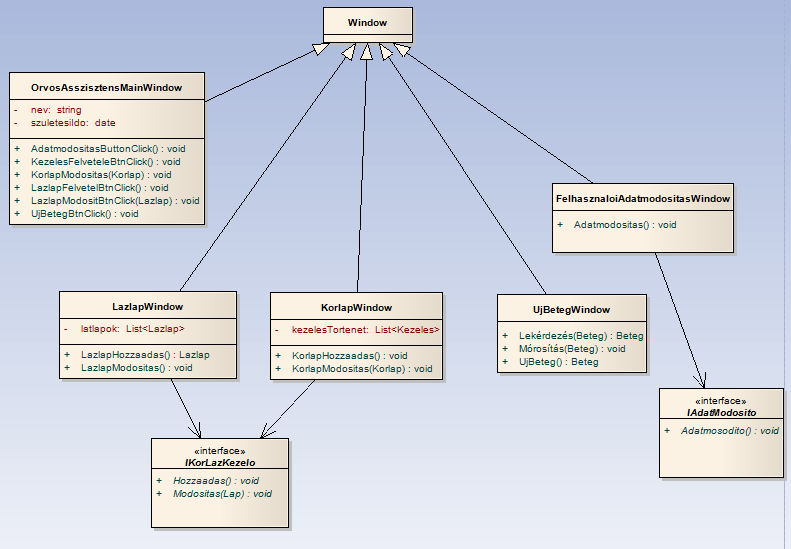 Window
OrvosAsszisztensMainWindow
- nev: string
- szuletesiIdo: date
+ AdatmodositasButtonClick() : void
+ KezelesFelveteleBtnClick() : void
+ KorlapModositas(Korlap) : void
+ LazlapFelvetelBtnClick() : void
+ LazlapModositBtnClick(Lazlap) : void
+ UjBetegBtnClick() : void
FelhasznaloiAdatmodositasWindow
+ Adatmodositas() : void
LazlapWindow
- latlapok: List<Lazlap>
+ LazlapHozzaadas() : Lazlap
+ LazlapModositas() : void
KorlapWindow
- kezelesTortenet: List<Kezeles>
+ KorlapHozzaadas() : void
+ KorlapModositas(Korlap) : void
UjBetegWindow
+ Lekérdezés(Beteg) : Beteg
+ Mórosítás(Beteg) : void
+ UjBeteg() : Beteg
«interface»
IAdatModosito
+ Adatmosodito() : void
«interface»
IKorLazKezelo
+ Hozzaadas() : void
+ Modositas(Lap) : void